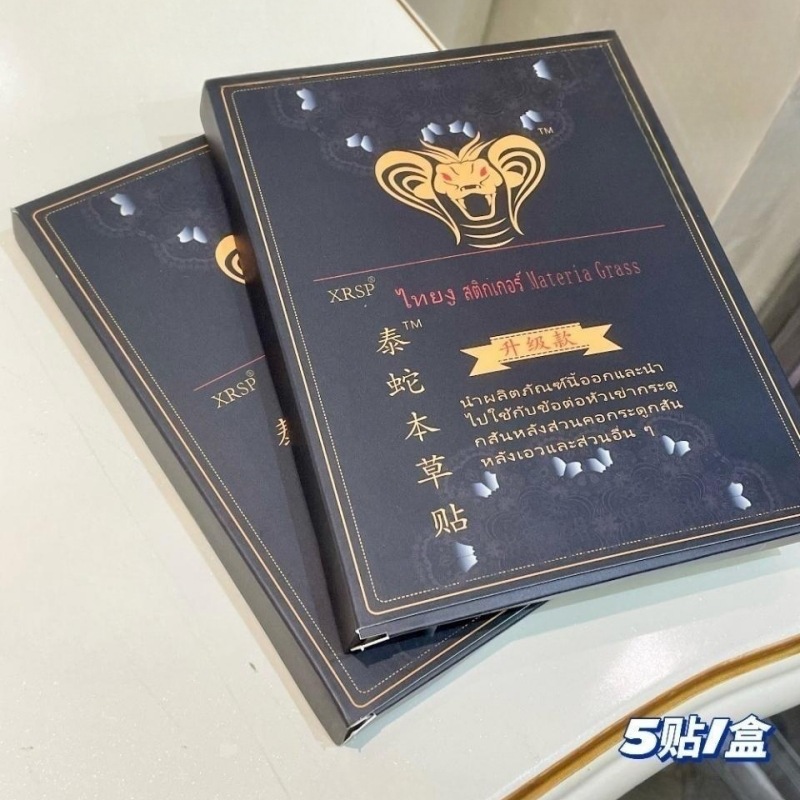 TM
XRSP® ไทยงู สติกเกอร์ Materia Grass
泰蛇本草贴™
升级款
นำผลิตภัณฑ์นี้ออกและนำ
ไปใช้กับข้อต่อหัวเข่ากระดู
กสันหลังส่วนคอกระดูกสัน
หลังเอวและส่วนอื่น ๆ
XRSP®
泰
5贴/盒